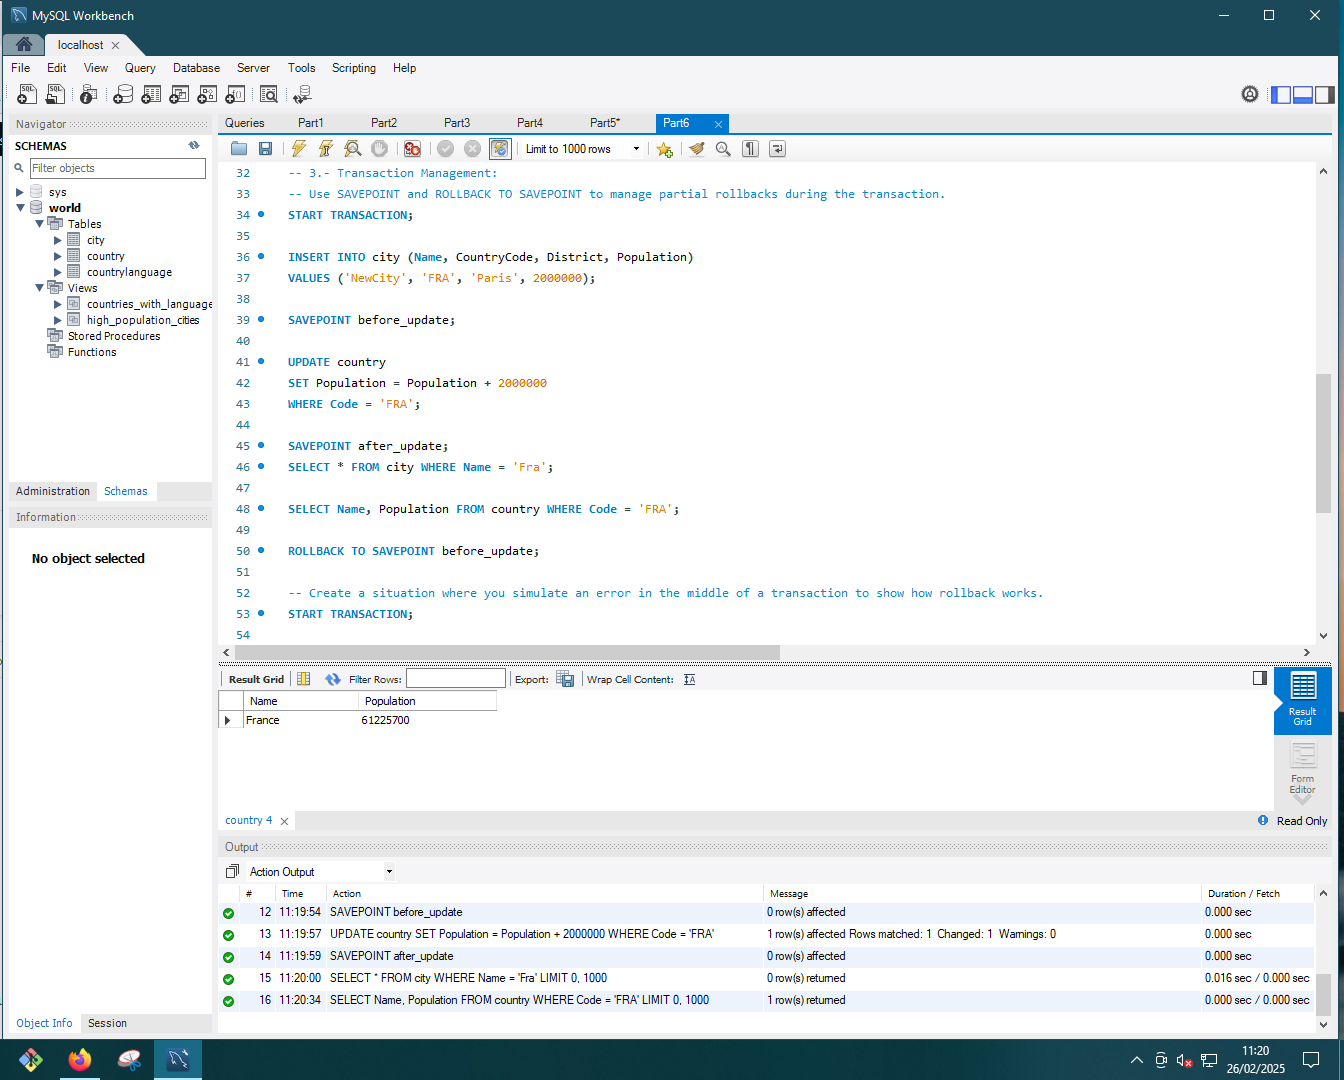 MySQL Workbench
localhost
File Edit View Query Database Server Tools Scripting Help
Navigator
SCHEMAS
Filter objects
sys
world
Tables
city
country
countrylanguage
Views
countries_with_language
high_population_cities
Stored Procedures
Functions
Administration Schemas
Information
No object selected
Object Info Session
Queries Part1 Part2 Part3 Part4 Part5* Part6
Limit to 1000 rows
32 -- 3.- Transaction Management:
33 -- Use SAVEPOINT and ROLLBACK TO SAVEPOINT to manage partial rollbacks during the transaction.
34 START TRANSACTION;
35
36 INSERT INTO city (Name, CountryCode, District, Population)
37 VALUES ('NewCity', 'FRA', 'Paris', 2000000);
38
39 SAVEPOINT before_update;
40
41 UPDATE country
42 SET Population = Population + 2000000
43 WHERE Code = 'FRA';
44
45 SAVEPOINT after_update;
46 SELECT * FROM city WHERE Name = 'Fra';
47
48 SELECT Name, Population FROM country WHERE Code = 'FRA';
49
50 ROLLBACK TO SAVEPOINT before_update;
51
52 -- Create a situation where you simulate an error in the middle of a transaction to show how rollback works.
53 START TRANSACTION;
54
Result Grid Filter Rows: Export: Wrap Cell Content:
Name Population
France 61225700
Result
Grid
Form
Editor
country 4
Read Only
Output
Action Output
# Time Action Message Duration / Fetch
12 11:19:54 SAVEPOINT before_update 0 row(s) affected 0.000 sec
13 11:19:57 UPDATE country SET Population = Population + 2000000 WHERE Code = 'FRA' 1 row(s) affected Rows matched: 1 Changed: 1 Warnings: 0 0.000 sec
14 11:19:59 SAVEPOINT after_update 0 row(s) affected 0.000 sec
15 11:20:00 SELECT * FROM city WHERE Name = 'Fra' LIMIT 0, 1000 0 row(s) returned 0.016 sec / 0.000 sec
16 11:20:34 SELECT Name, Population FROM country WHERE Code = 'FRA' LIMIT 0, 1000 1 row(s) returned 0.000 sec / 0.000 sec
11:20
26/02/2025